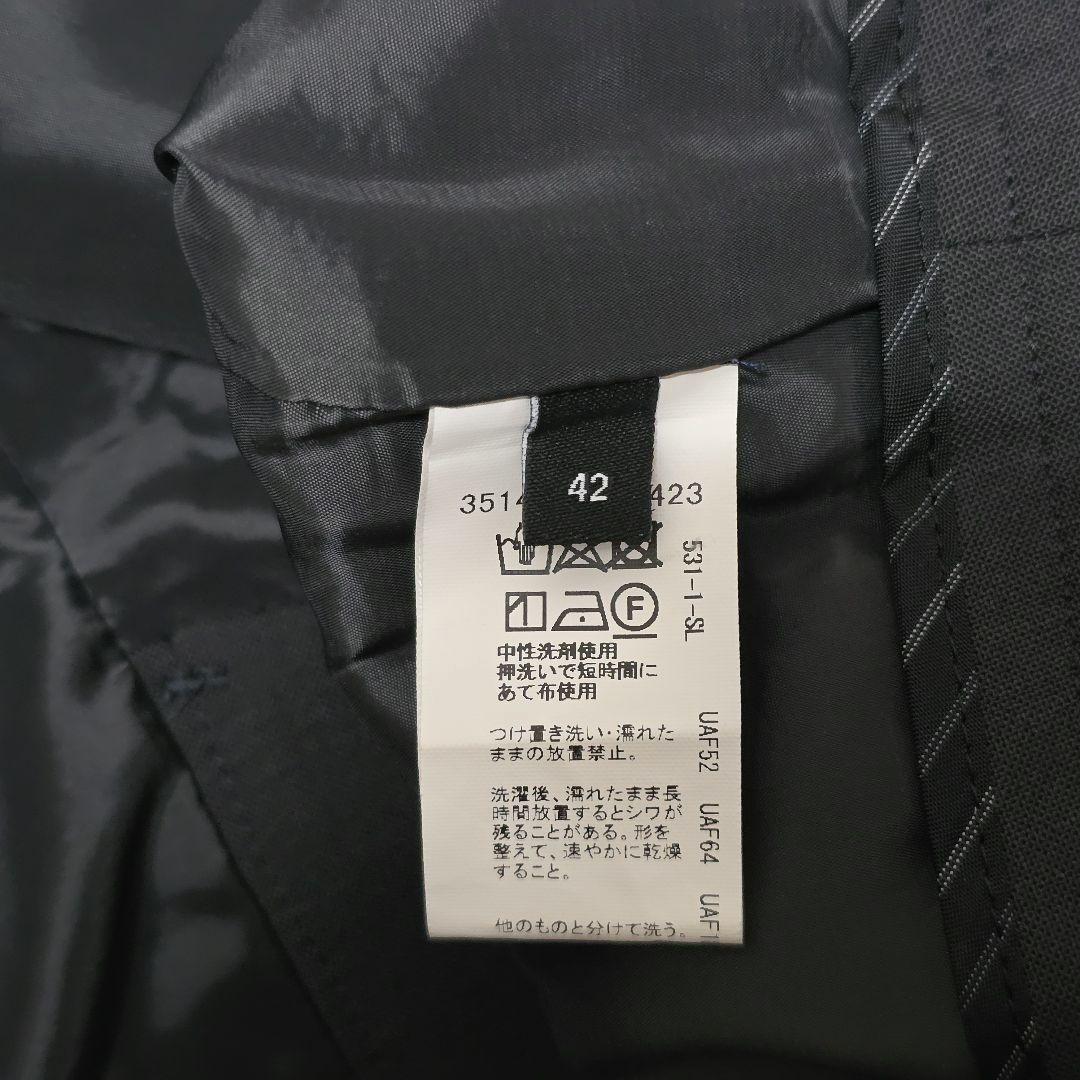 42
3514
423
531-1-SL
F
中性洗剤使用
押洗いで短時間に
あて布使用
つけ置き洗い・濡れた
ままの放置禁止。
洗濯後、濡れたまま長
時間放置するとシワが
残ることがある。形を
整えて、速やかに乾燥
すること。
他のものと分けて洗う。
UAF52 UAF64 UAF1